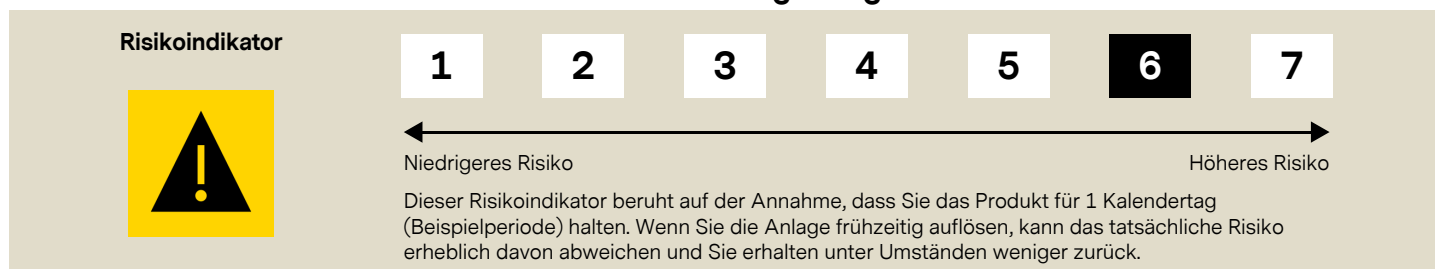 Risikoindikator
1 2 3 4 5 6 7
Niedrigeres Risiko Höheres Risiko
Dieser Risikoindikator beruht auf der Annahme, dass Sie das Produkt für 1 Kalendertag
(Beispielperiode) halten. Wenn Sie die Anlage frühzeitig auflösen, kann das tatsächliche Risiko
erheblich davon abweichen und Sie erhalten unter Umständen weniger zurück.